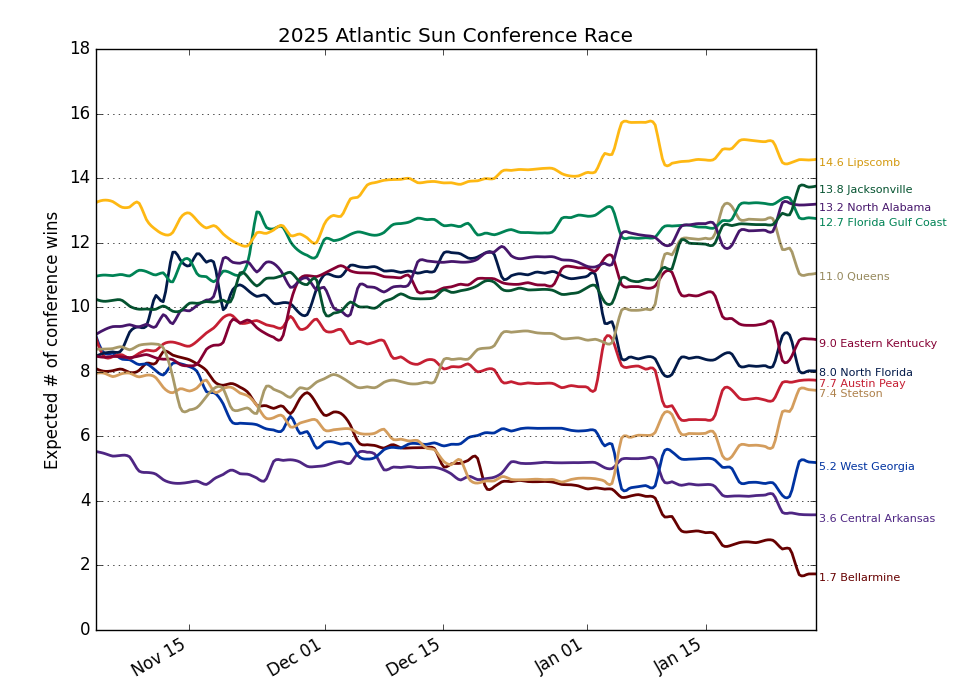 2025 Atlantic Sun Conference Race
Expected # of conference wins
18
16
14
12
10
8
6
4
2
0
Nov 15
Dec 01
Dec 15
Jan 01
Jan 15
14.6 Lipscomb
13.8 Jacksonville
13.2 North Alabama
12.7 Florida Gulf Coast
11.0 Queens
9.0 Eastern Kentucky
8.0 North Florida
7.7 Austin Peay
7.4 Stetson
5.2 West Georgia
3.6 Central Arkansas
1.7 Bellarmine